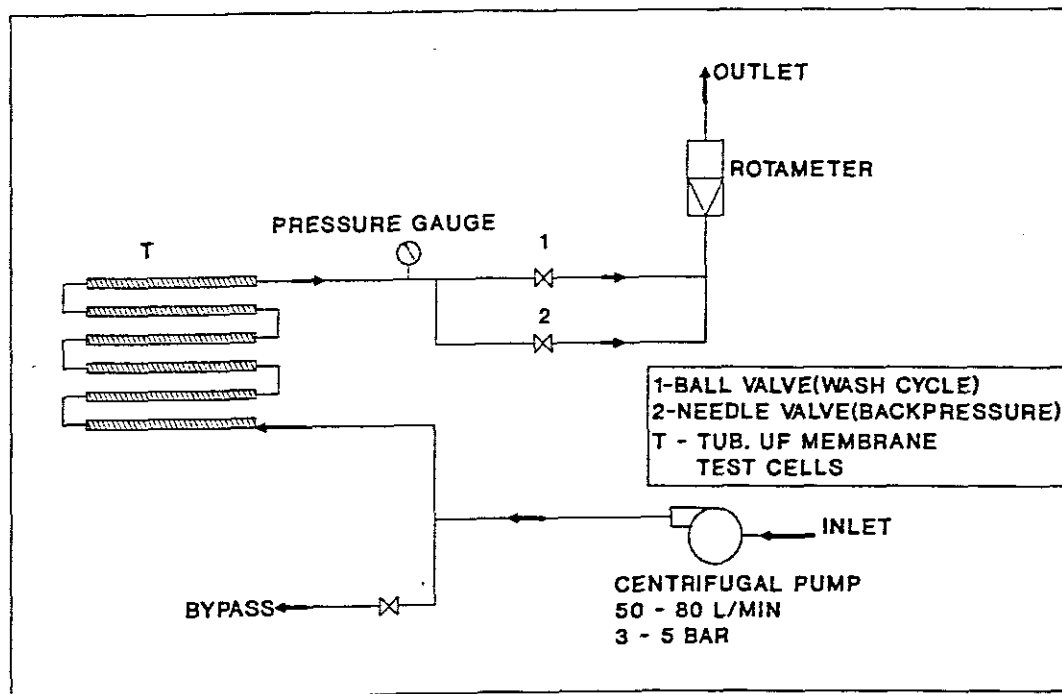 OUTLET
ROTAMETER
PRESSURE GAUGE
T
1
2
1-BALL VALVE(WASH CYCLE)
2-NEEDLE VALVE(BACKPRESSURE)
T - TUB. UF MEMBRANE
TEST CELLS
INLET
CENTRIFUGAL PUMP
50 - 80 L/MIN
3 - 5 BAR
BYPASS